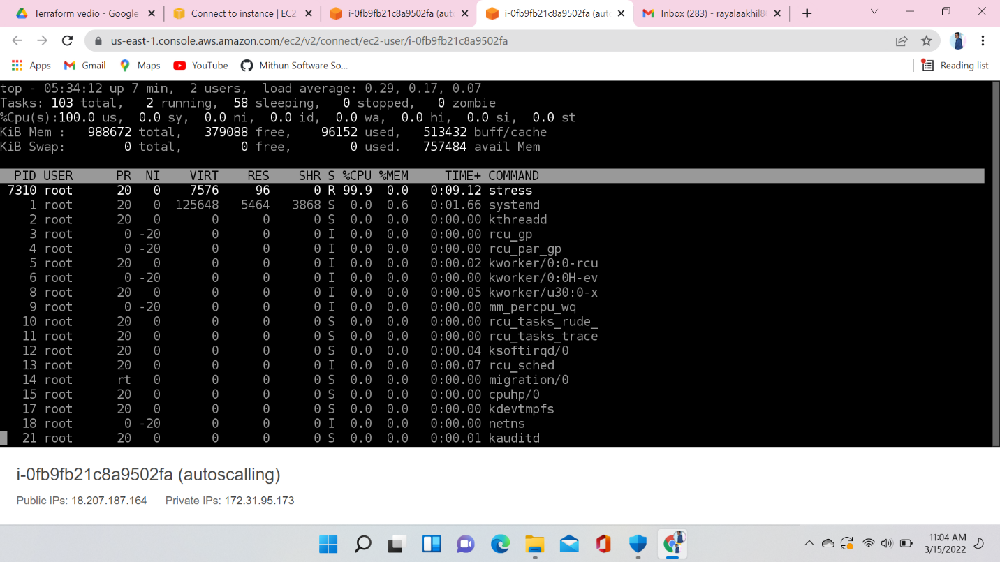 Terraform vedio - Google
Connect to instance | EC2
i-0fb9fb21c8a9502fa (aut
i-0fb9fb21c8a9502fa (aut
Inbox (283) - rayalaakhil8
us-east-1.console.aws.amazon.com/ec2/v2/connect/ec2-user/i-0fb9fb21c8a9502fa
Apps Gmail Maps YouTube Mithun Software So... Reading list
top - 05:34:12 up 7 min, 2 users, load average: 0.29, 0.17, 0.07
Tasks: 103 total, 2 running, 58 sleeping, 0 stopped, 0 zombie
%Cpu(s):100.0 us, 0.0 sy, 0.0 ni, 0.0 id, 0.0 wa, 0.0 hi, 0.0 si, 0.0 st
KiB Mem : 988672 total, 379088 free, 96152 used, 513432 buff/cache
KiB Swap: 0 total, 0 free, 0 used. 757484 avail Mem
PID USER PR NI VIRT RES SHR S %CPU %MEM TIME+ COMMAND
7310 root 20 0 7576 96 0 R 99.9 0.0 0:09.12 stress
1 root 20 0 125648 5464 3868 S 0.0 0.6 0:01.66 systemd
2 root 20 0 0 0 0 S 0.0 0.0 0:00.00 kthreadd
3 root 0 -20 0 0 0 I 0.0 0.0 0:00.00 rcu_gp
4 root 0 -20 0 0 0 I 0.0 0.0 0:00.00 rcu_par_gp
5 root 20 0 0 0 0 I 0.0 0.0 0:00.02 kworker/0:0-rcu
6 root 0 -20 0 0 0 I 0.0 0.0 0:00.00 kworker/0:0H-ev
8 root 20 0 0 0 0 I 0.0 0.0 0:00.05 kworker/u30:0-x
9 root 0 -20 0 0 0 I 0.0 0.0 0:00.00 mm_percpu_wq
10 root 20 0 0 0 0 S 0.0 0.0 0:00.00 rcu_tasks_rude_
11 root 20 0 0 0 0 S 0.0 0.0 0:00.00 rcu_tasks_trace
12 root 20 0 0 0 0 S 0.0 0.0 0:00.04 ksoftirqd/0
13 root 20 0 0 0 0 I 0.0 0.0 0:00.07 rcu_sched
14 root rt 0 0 0 0 S 0.0 0.0 0:00.00 migration/0
15 root 20 0 0 0 0 S 0.0 0.0 0:00.00 cpuhp/0
17 root 20 0 0 0 0 S 0.0 0.0 0:00.00 kdevtmpfs
18 root 0 -20 0 0 0 I 0.0 0.0 0:00.00 netns
21 root 20 0 0 0 0 S 0.0 0.0 0:00.01 kauditd
i-0fb9fb21c8a9502fa (autoscalling)
Public IPs: 18.207.187.164 Private IPs: 172.31.95.173
11:04 AM
3/15/2022